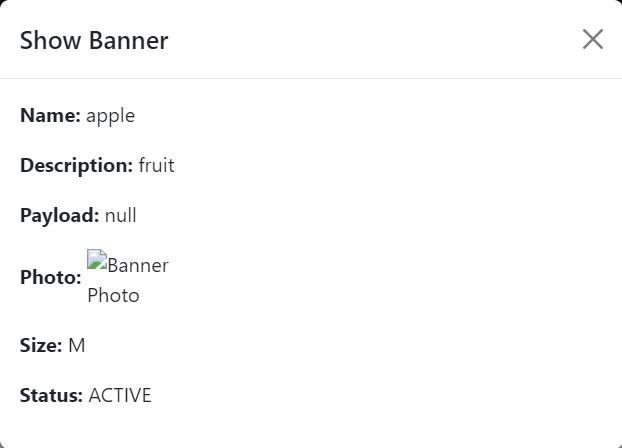 Show Banner
Name: apple
Description: fruit
Payload: null
Photo: Banner
Photo
Size: M
Status: ACTIVE